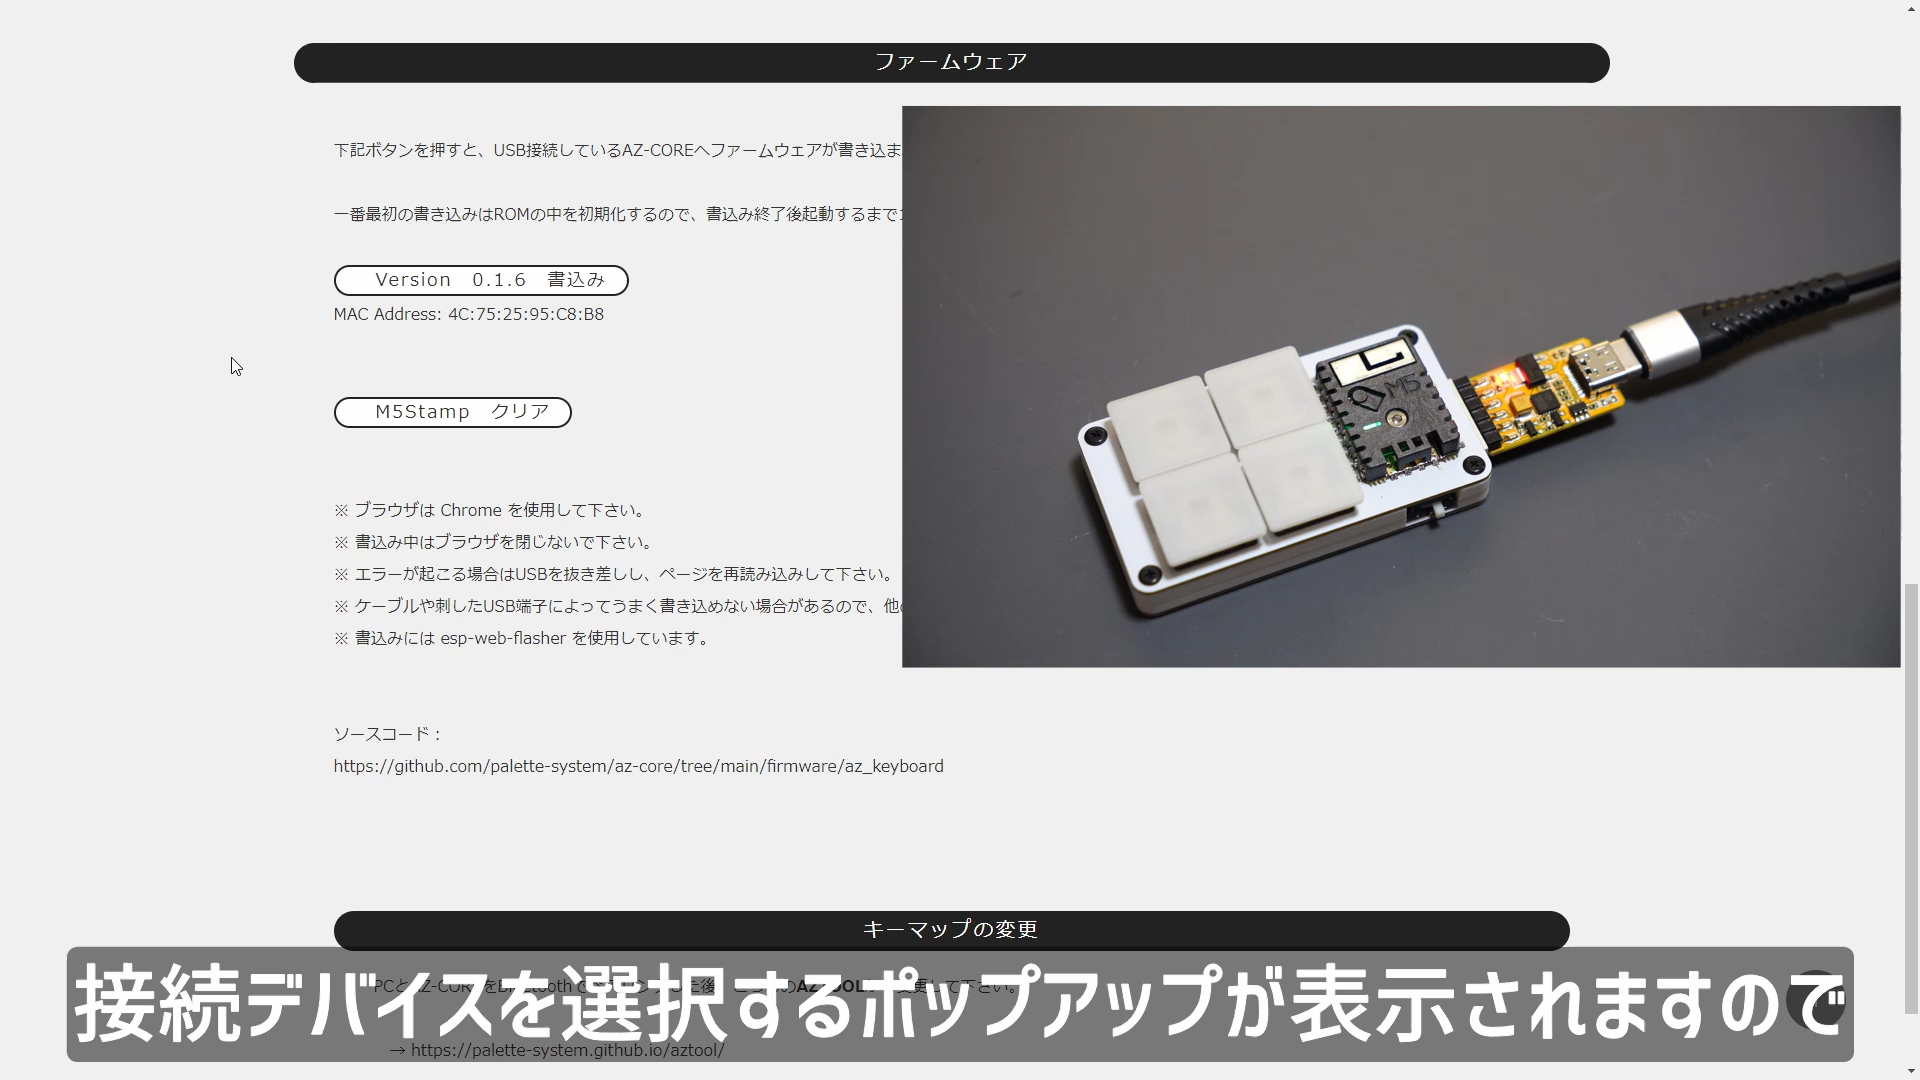 ファームウェア
下記ボタンを押すと、USB接続しているAZ-COREへファームウェアが書き込ま
一番最初の書き込みはROMの中を初期化するので、書込み終了後起動するまで
Version 0.1.6 書込み
MAC Address: 4C:75:25:95:C8:B8
M5Stamp クリア
※ ブラウザは Chrome を使用して下さい。
※ 書込み中はブラウザを閉じないで下さい。
※ エラーが起こる場合はUSBを抜き差しし、ページを再読み込みして下さい。
※ ケーブルや刺したUSB端子によってうまく書き込めない場合があるので、他
※ 書込みには esp-web-flasher を使用しています。
M5
ソースコード：
https://github.com/palette-system/az-core/tree/main/firmware/az_keyboard
キーマップの変更
接続デバイスを選択するポップアップが表示されますので
→ https://palette-system.github.io/aztool/